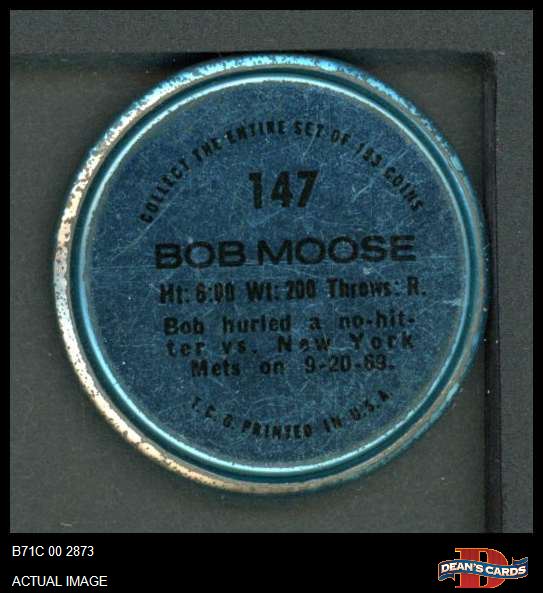 COLLECT THE ENTIRE SET OF 153 COINS
147
BOB MOOSE
Ht: 6:00 Wt: 200 Throws: R.
Bob hurled a no-hit-
ter vs. New York
Mets on 9-20-69.
T.C.G. PRINTED IN U.S.A.
B71C 00 2873
ACTUAL IMAGE
D
DEAN'S CARDS